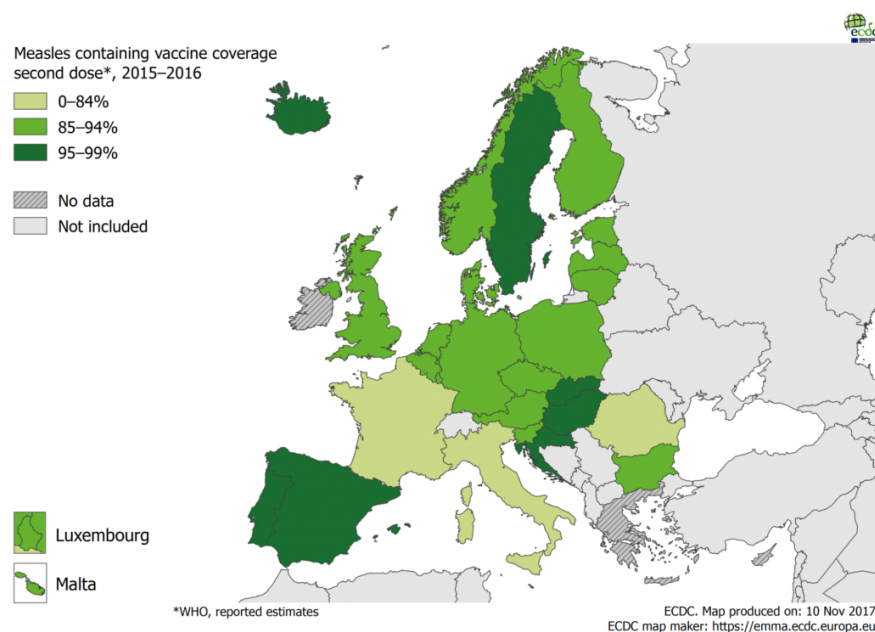 ecdc
Measles containing vaccine coverage
second dose*, 2015–2016
0–84%
85–94%
95–99%
No data
Not included
Luxembourg
Malta
*WHO, reported estimates
ECDC. Map produced on: 10 Nov 2017
ECDC map maker: https://emma.ecdc.europa.eu